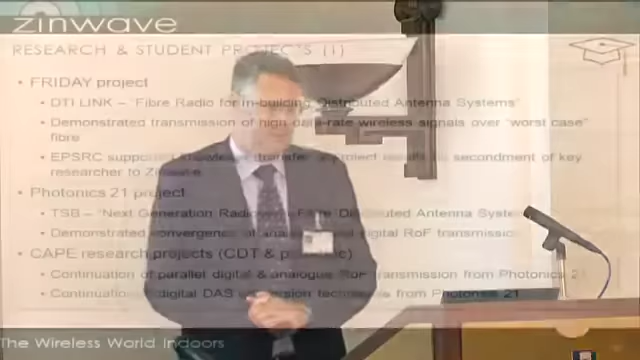 zinwave
RESEARCH & STUDENT PROJECTS (1)
• FRIDAY project
• DTI LINK – "Fibre Radio for in-building Distributed Antenna Systems"
• Demonstrated transmission of high-data-rate wireless signals over "worst case"
fibre
• EPSRC supported knowledge transfer project results in secondment of key
researcher to Zinwave
• Photonics 21 project
• TSB – "Next Generation Radio Fibre Distributed Antenna Systems"
• Demonstrated convergence of and digital RoF transmission
• CAPE research projects (CDT &
• Continuation of parallel digital & analogue RoF transmission from Photonics 21
• Continuation digital DAS from Photonics 21
The Wireless World Indoors